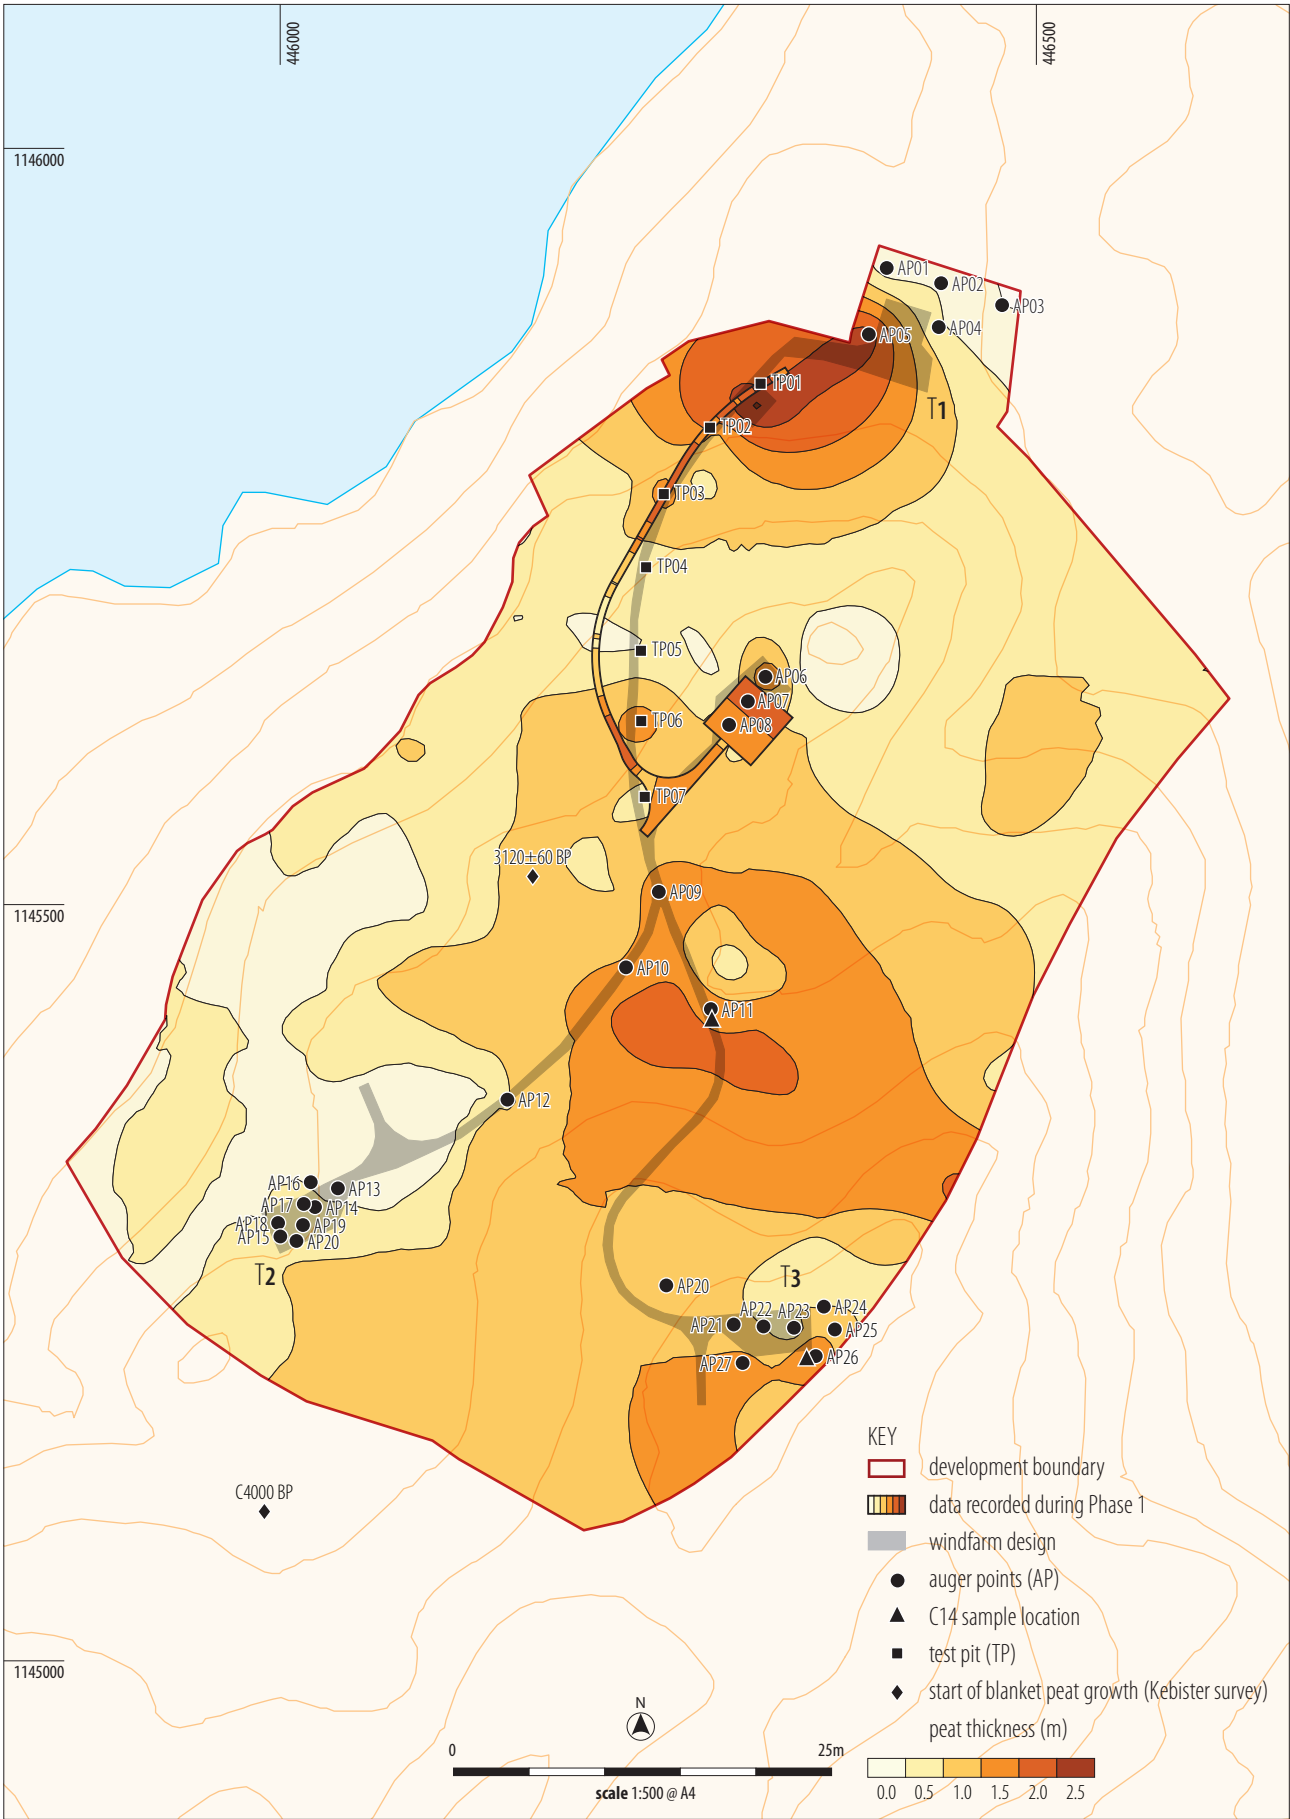 446000
446500
1146000
AP01
AP02
AP03
AP04
AP05
TP01
T1
TP02
TP03
TP04
TP05
AP06
AP07
TP06
AP08
TP07
3120±60 BP
AP09
1145500
AP10
AP11
AP12
AP16
AP13
AP17
AP14
AP18
AP19
AP15
AP20
T2
T3
AP20
AP24
AP22
AP23
AP21
AP25
AP26
AP27
KEY
development boundary
C4000 BP
data recorded during Phase 1
windfarm design
auger points (AP)
C14 sample location
test pit (TP)
1145000
start of blanket peat growth (Kebister survey)
N
peat thickness (m)
0
25m
scale 1:500 @ A4
0.0 0.5 1.0 1.5 2.0 2.5